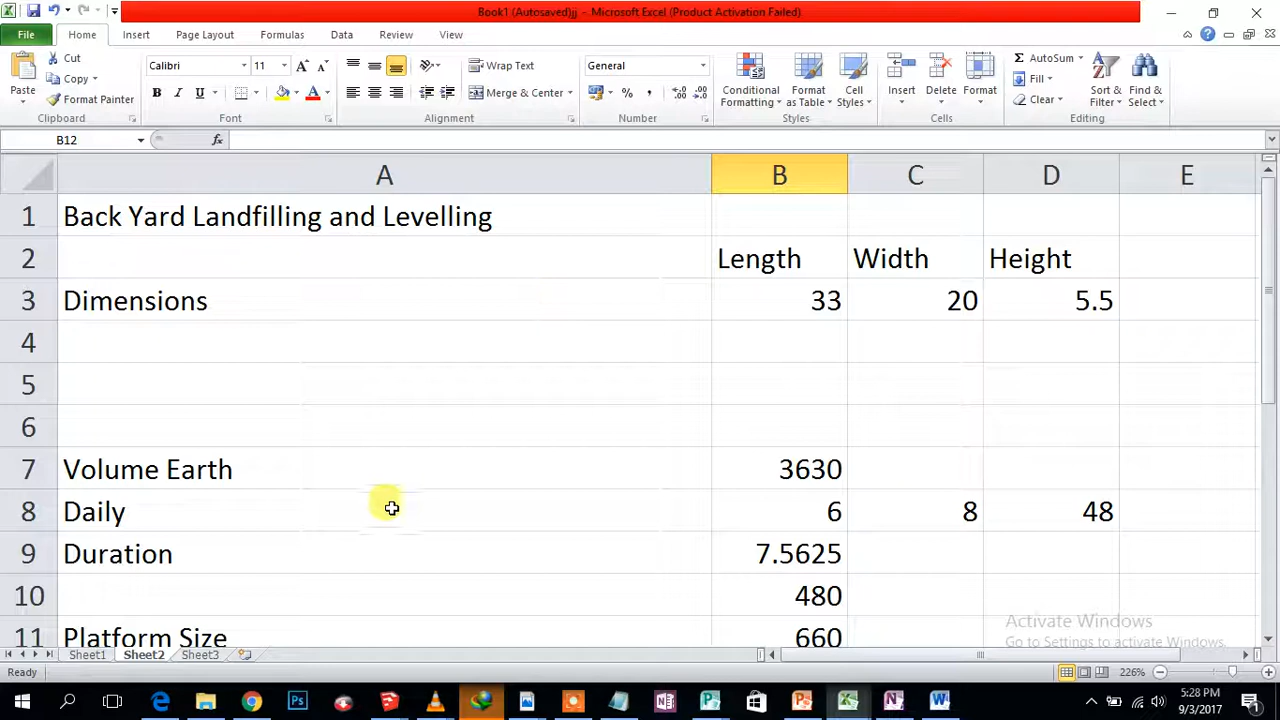 Book1 (Autosaved)jj – Microsoft Excel (Product Activation Failed)
File Home Insert Page Layout Formulas Data Review View
Paste
Cut
Copy
Format Painter
Clipboard
Calibri 11
B I U
Font
Wrap Text
Merge & Center
Alignment
General
Number
Conditional Formatting
Format as Table
Cell Styles
Styles
Insert Delete Format
Cells
AutoSum
Fill
Clear
Sort & Filter
Find & Select
Editing
B12 fx
A B C D E
1 Back Yard Landfilling and Levelling
2 Length Width Height
3 Dimensions 33 20 5.5
4
5
6
7 Volume Earth 3630
8 Daily 6 8 48
9 Duration 7.5625
10 480
11 Platform Size 660
Activate Windows
Go to Settings to activate Windows.
Sheet1 Sheet2 Sheet3
Ready 226%
5:28 PM
9/3/2017